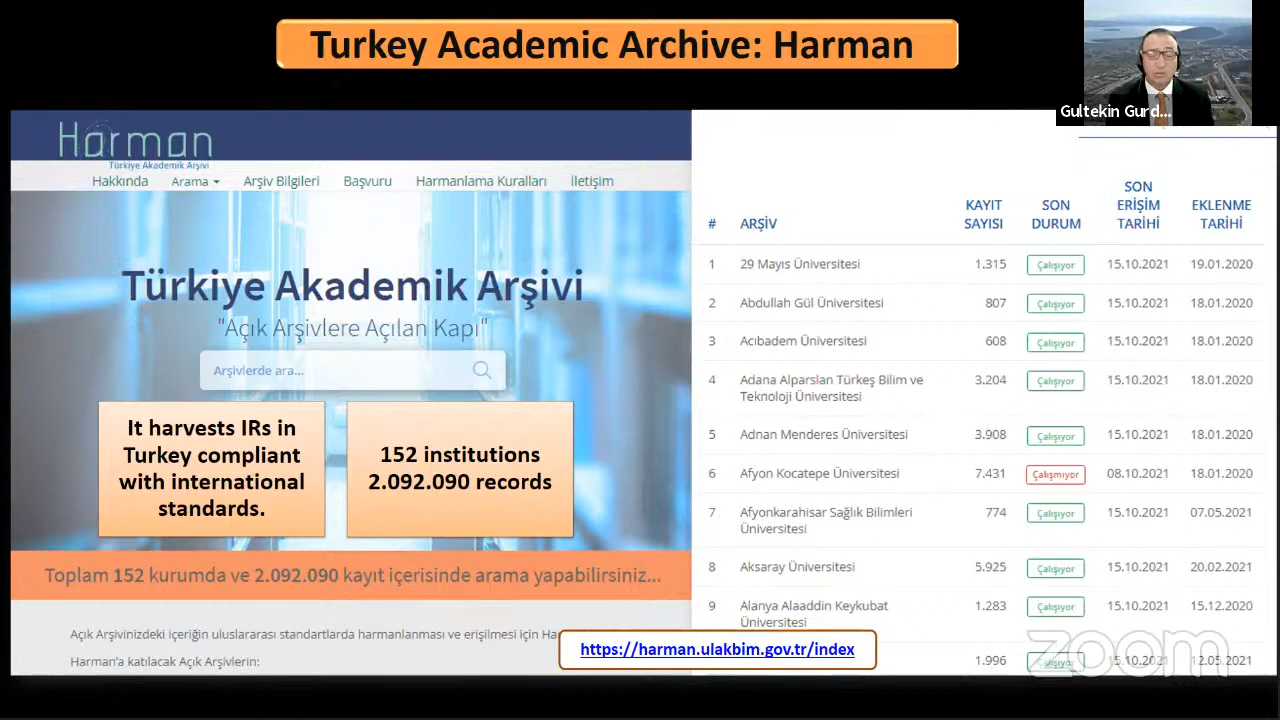 Turkey Academic Archive: Harman
Gultekin Gurd...
Harman
Türkiye Akademik Arşivi
Hakkında Arama Arşiv Bilgileri Başvuru Harmanlama Kuralları İletişim
Türkiye Akademik Arşivi
"Açık Arşivlere Açılan Kapı"
Arşivlerde ara...
It harvests IRs in
Turkey compliant
with international
standards.
152 institutions
2.092.090 records
Toplam 152 kurumda ve 2.092.090 kayıt içerisinde arama yapabilirsiniz...
Açık Arşivinizdeki içeriğin uluslararası standartlarda harmanlanması ve erişilmesi için
Harman'a katılacak Açık Arşivlerin:
https://harman.ulakbim.gov.tr/index
# ARŞİV KAYIT SAYISI SON DURUM SON ERİŞİM TARİHİ EKLENME TARİHİ
1 29 Mayıs Üniversitesi 1.315 Çalışıyor 15.10.2021 19.01.2020
2 Abdullah Gül Üniversitesi 807 Çalışıyor 15.10.2021 18.01.2020
3 Acıbadem Üniversitesi 608 Çalışıyor 15.10.2021 18.01.2020
4 Adana Alparslan Türkeş Bilim ve 3.204 Çalışıyor 15.10.2021 18.01.2020
Teknoloji Üniversitesi
5 Adnan Menderes Üniversitesi 3.908 Çalışıyor 15.10.2021 18.01.2020
6 Afyon Kocatepe Üniversitesi 7.431 Çalışmıyor 08.10.2021 18.01.2020
7 Afyonkarahisar Sağlık Bilimleri 774 Çalışıyor 15.10.2021 07.05.2021
Üniversitesi
8 Aksaray Üniversitesi 5.925 Çalışıyor 15.10.2021 20.02.2021
9 Alanya Alaaddin Keykubat 1.283 Çalışıyor 15.10.2021 15.12.2020
Üniversitesi
1.996 Çalışıyor 15.10.2021 12.05.2021
zoom